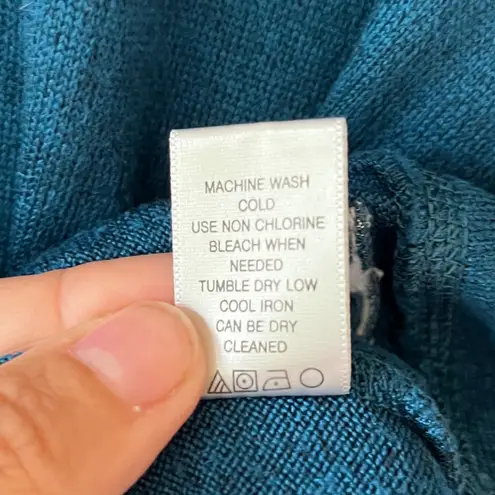 MACHINE WASH
COLD
USE NON CHLORINE
BLEACH WHEN
NEEDED
TUMBLE DRY LOW
COOL IRON
CAN BE DRY
CLEANED